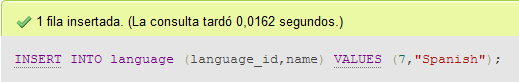 1 fila insertada. (La consulta tardó 0,0162 segundos.)
INSERT INTO language (language_id,name) VALUES (7,"Spanish");